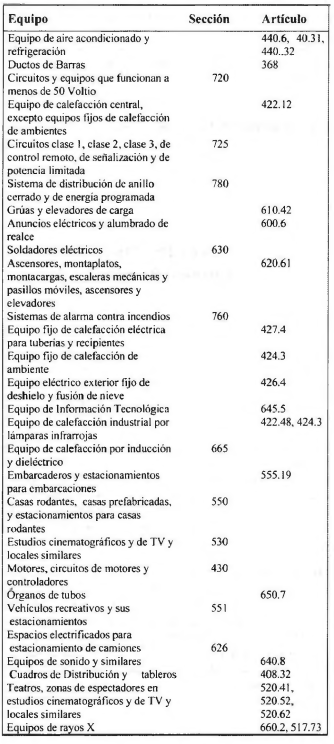 Equipo Sección Artículo
Equipo de aire acondicionado y 440.6, 40.31,
refrigeración 440..32
Ductos de Barras 368
Circuitos y equipos que funcionan a 720
menos de 50 Voltio
Equipo de calefacción central, 422.12
excepto equipos fijos de calefacción
de ambientes
Circuitos clase 1, clase 2, clase 3, de 725
control remoto, de señalización y de
potencia limitada
Sistema de distribución de anillo 780
cerrado y de energía programada
Grúas y elevadores de carga 610.42
Anuncios eléctricos y alumbrado de 600.6
realce
Soldadores eléctricos 630
Ascensores, montaplatos, 620.61
montacargas, escaleras mecánicas y
pasillos móviles, ascensores y
elevadores
Sistemas de alarma contra incendios 760
Equipo fijo de calefacción eléctrica 427.4
para tuberías y recipientes
Equipo fijo de calefacción de 424.3
ambiente
Equipo eléctrico exterior fijo de 426.4
deshielo y fusión de nieve
Equipo de Información Tecnológica 645.5
Equipo de calefacción industrial por 422.48, 424.3
lámparas infrarrojas
Equipo de calefacción por inducción 665
y dieléctrico
Embarcaderos y estacionamientos 555.19
para embarcaciones
Casas rodantes, casas prefabricadas, 550
y estacionamientos para casas
rodantes
Estudios cinematográficos y de TV y 530
locales similares
Motores, circuitos de motores y 430
controladores
Órganos de tubos 650.7
Vehículos recreativos y sus 551
estacionamientos
Espacios electrificados para
estacionamiento de camiones 626
Equipos de sonido y similares 640.8
Cuadros de Distribución y tableros 408.32
Teatros, zonas de espectadores en 520.41,
estudios cinematográficos y de TV y 520.52,
locales similares 520.62
Equipos de rayos X 660.2, 517.73